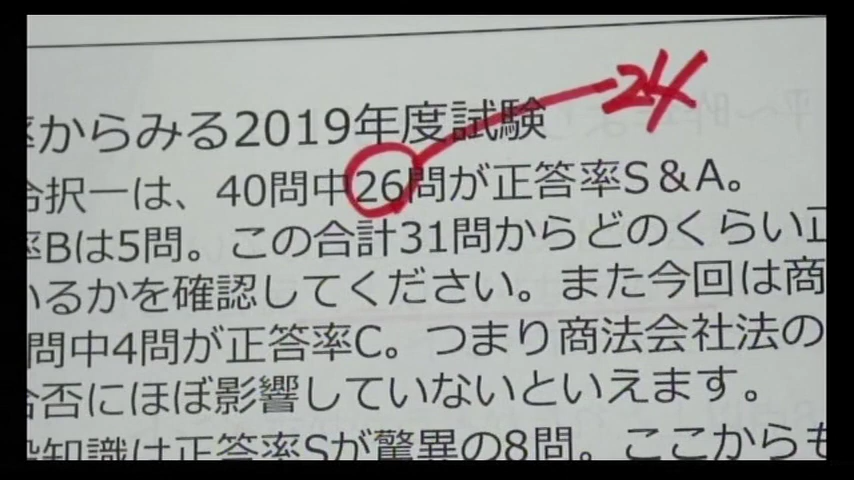 24
からみる2019年度試験
択一は、40問中26問が正答率S＆A。
率Bは5問。この合計31問からどのくらい正
いるかを確認してください。また今回は商
問中4問が正答率C。つまり商法会社法の
合否にほぼ影響していないといえます。
知識は正答率Sが驚異の8問。ここからも